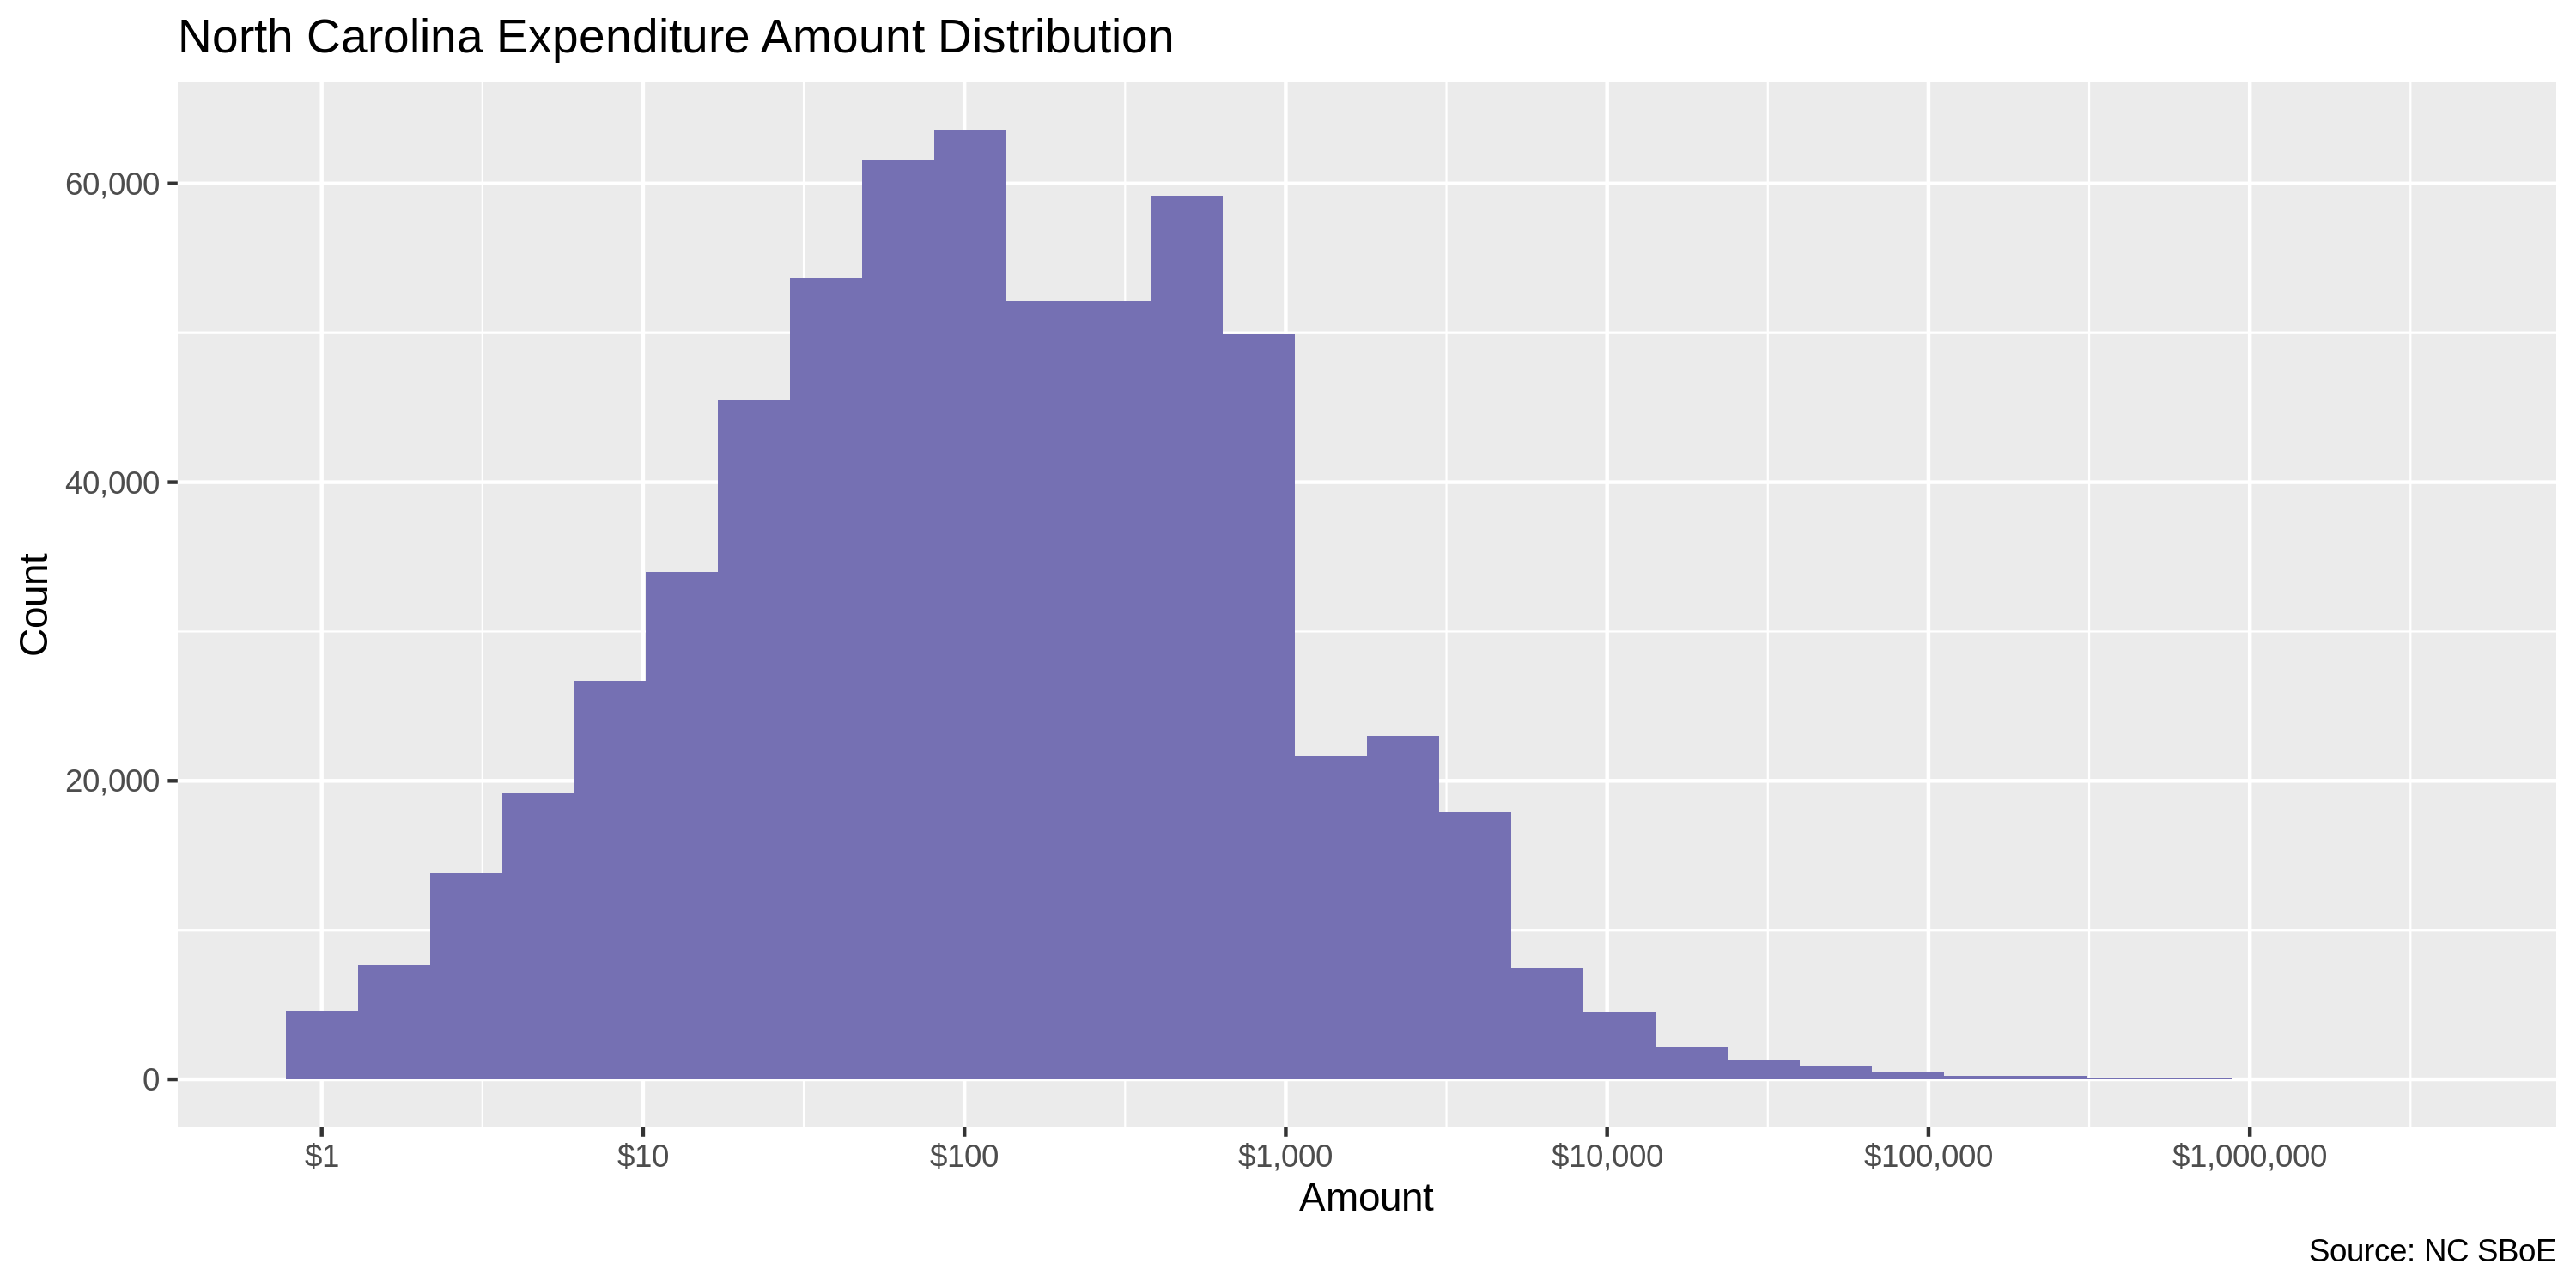 North Carolina Expenditure Amount Distribution
Count
60,000
40,000
20,000
0
$1 $10 $100 $1,000 $10,000 $100,000 $1,000,000
Amount
Source: NC SBoE